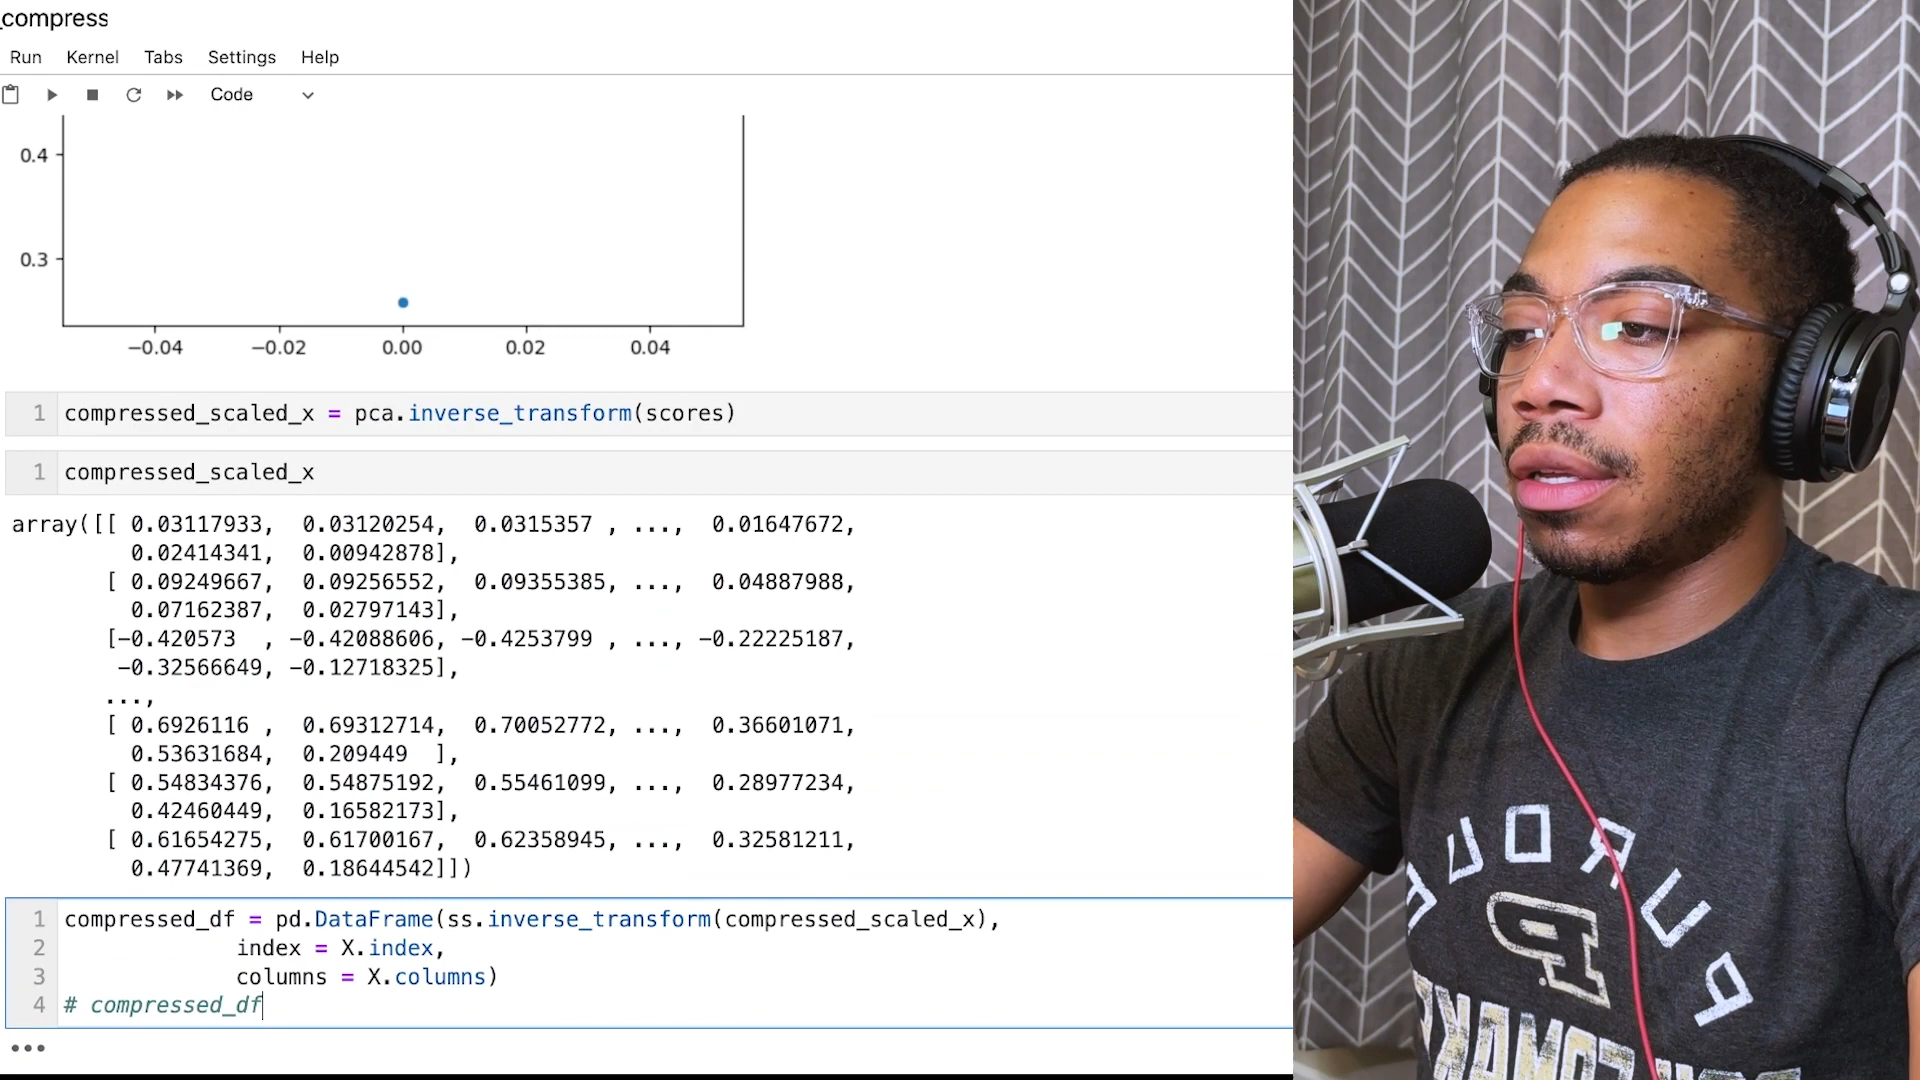 _compress
Run Kernel Tabs Settings Help
Code
0.4
0.3
−0.04 −0.02 0.00 0.02 0.04
1 compressed_scaled_x = pca.inverse_transform(scores)
1 compressed_scaled_x
array([[ 0.03117933, 0.03120254, 0.0315357 , ..., 0.01647672,
0.02414341, 0.00942878],
[ 0.09249667, 0.09256552, 0.09355385, ..., 0.04887988,
0.07162387, 0.02797143],
[-0.420573 , -0.42088606, -0.4253799 , ..., -0.22225187,
-0.32566649, -0.12718325],
...,
[ 0.6926116 , 0.69312714, 0.70052772, ..., 0.36601071,
0.53631684, 0.209449 ],
[ 0.54834376, 0.54875192, 0.55461099, ..., 0.28977234,
0.42460449, 0.16582173],
[ 0.61654275, 0.61700167, 0.62358945, ..., 0.32581211,
0.47741369, 0.18644542]])
1 compressed_df = pd.DataFrame(ss.inverse_transform(compressed_scaled_x),
2 index = X.index,
3 columns = X.columns)
4 # compressed_df
PURDUE
P